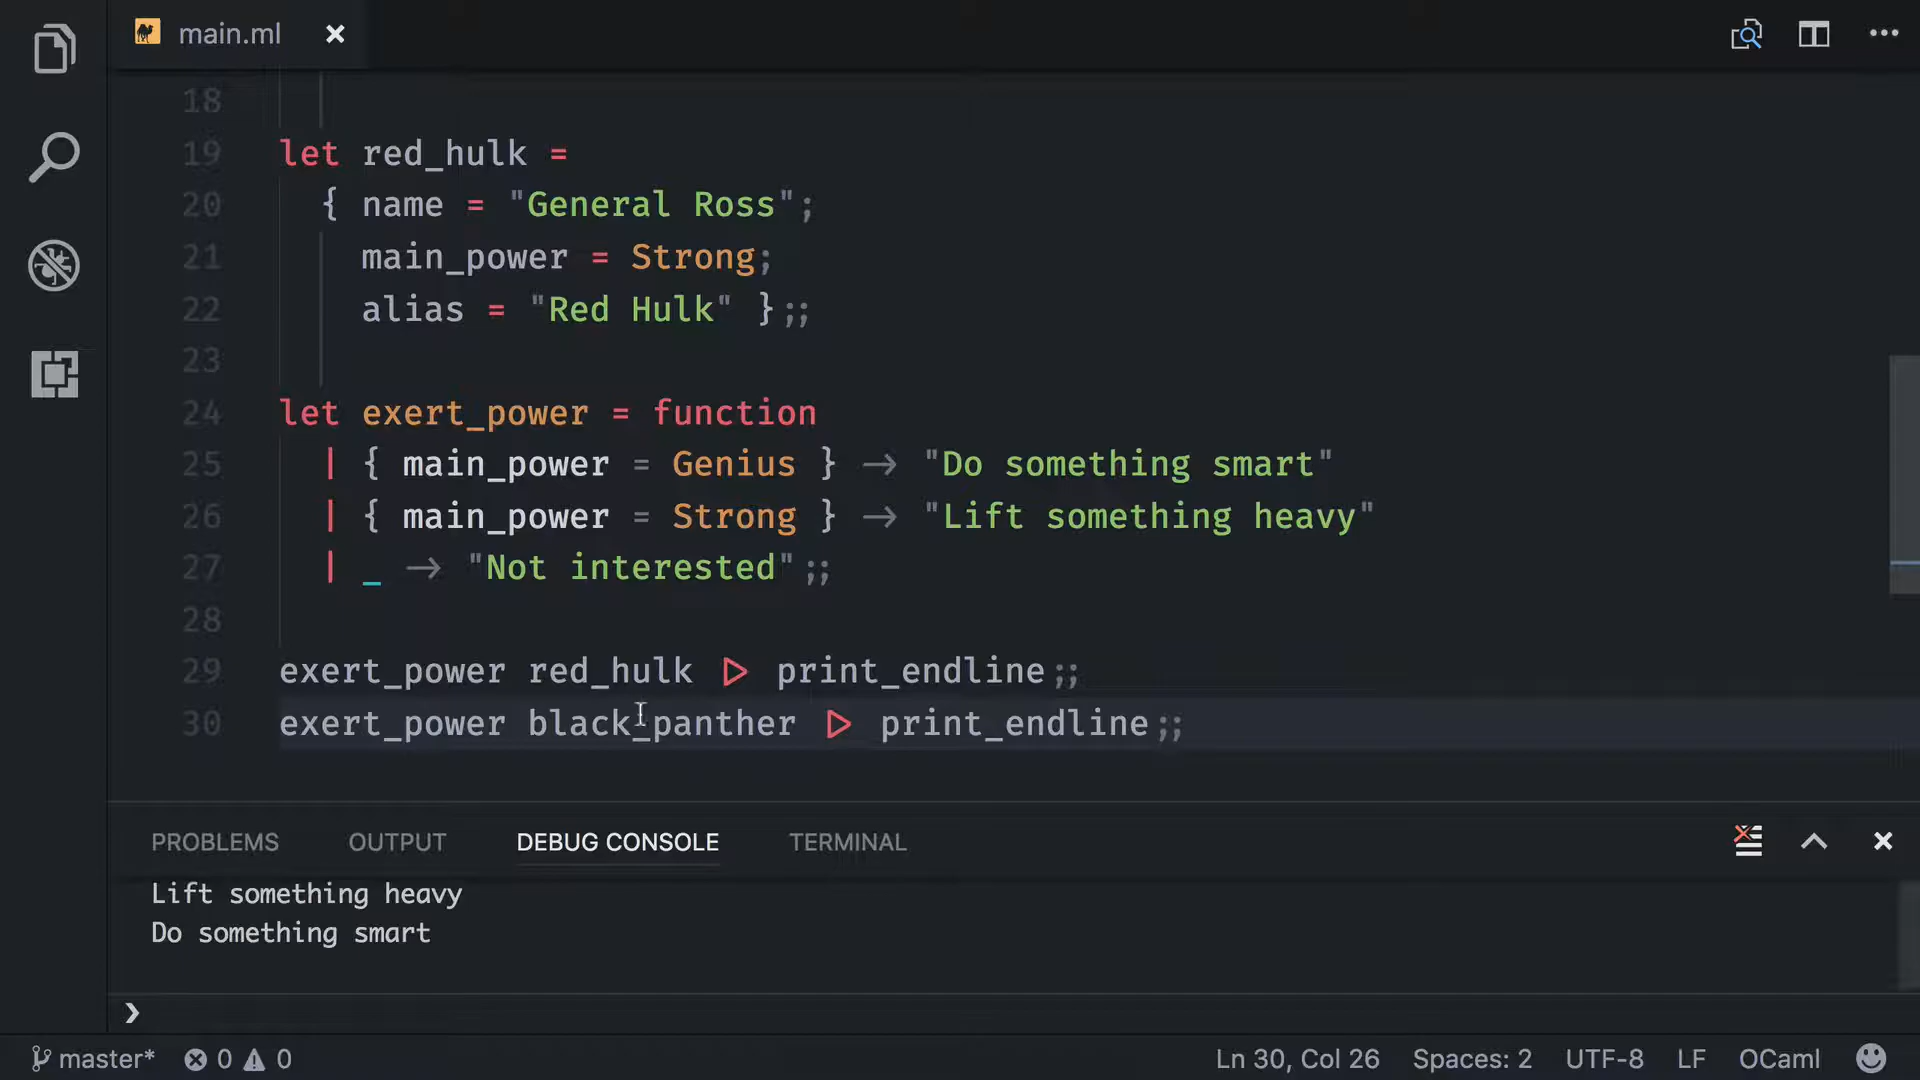 main.ml
18
19 let red_hulk =
20 { name = "General Ross";
21 main_power = Strong;
22 alias = "Red Hulk" };;
23
24 let exert_power = function
25 | { main_power = Genius } -> "Do something smart"
26 | { main_power = Strong } -> "Lift something heavy"
27 | _ -> "Not interested";;
28
29 exert_power red_hulk |> print_endline;;
30 exert_power black_panther |> print_endline;;
PROBLEMS OUTPUT DEBUG CONSOLE TERMINAL
Lift something heavy
Do something smart
master* 0 0 Ln 30, Col 26 Spaces: 2 UTF-8 LF OCaml